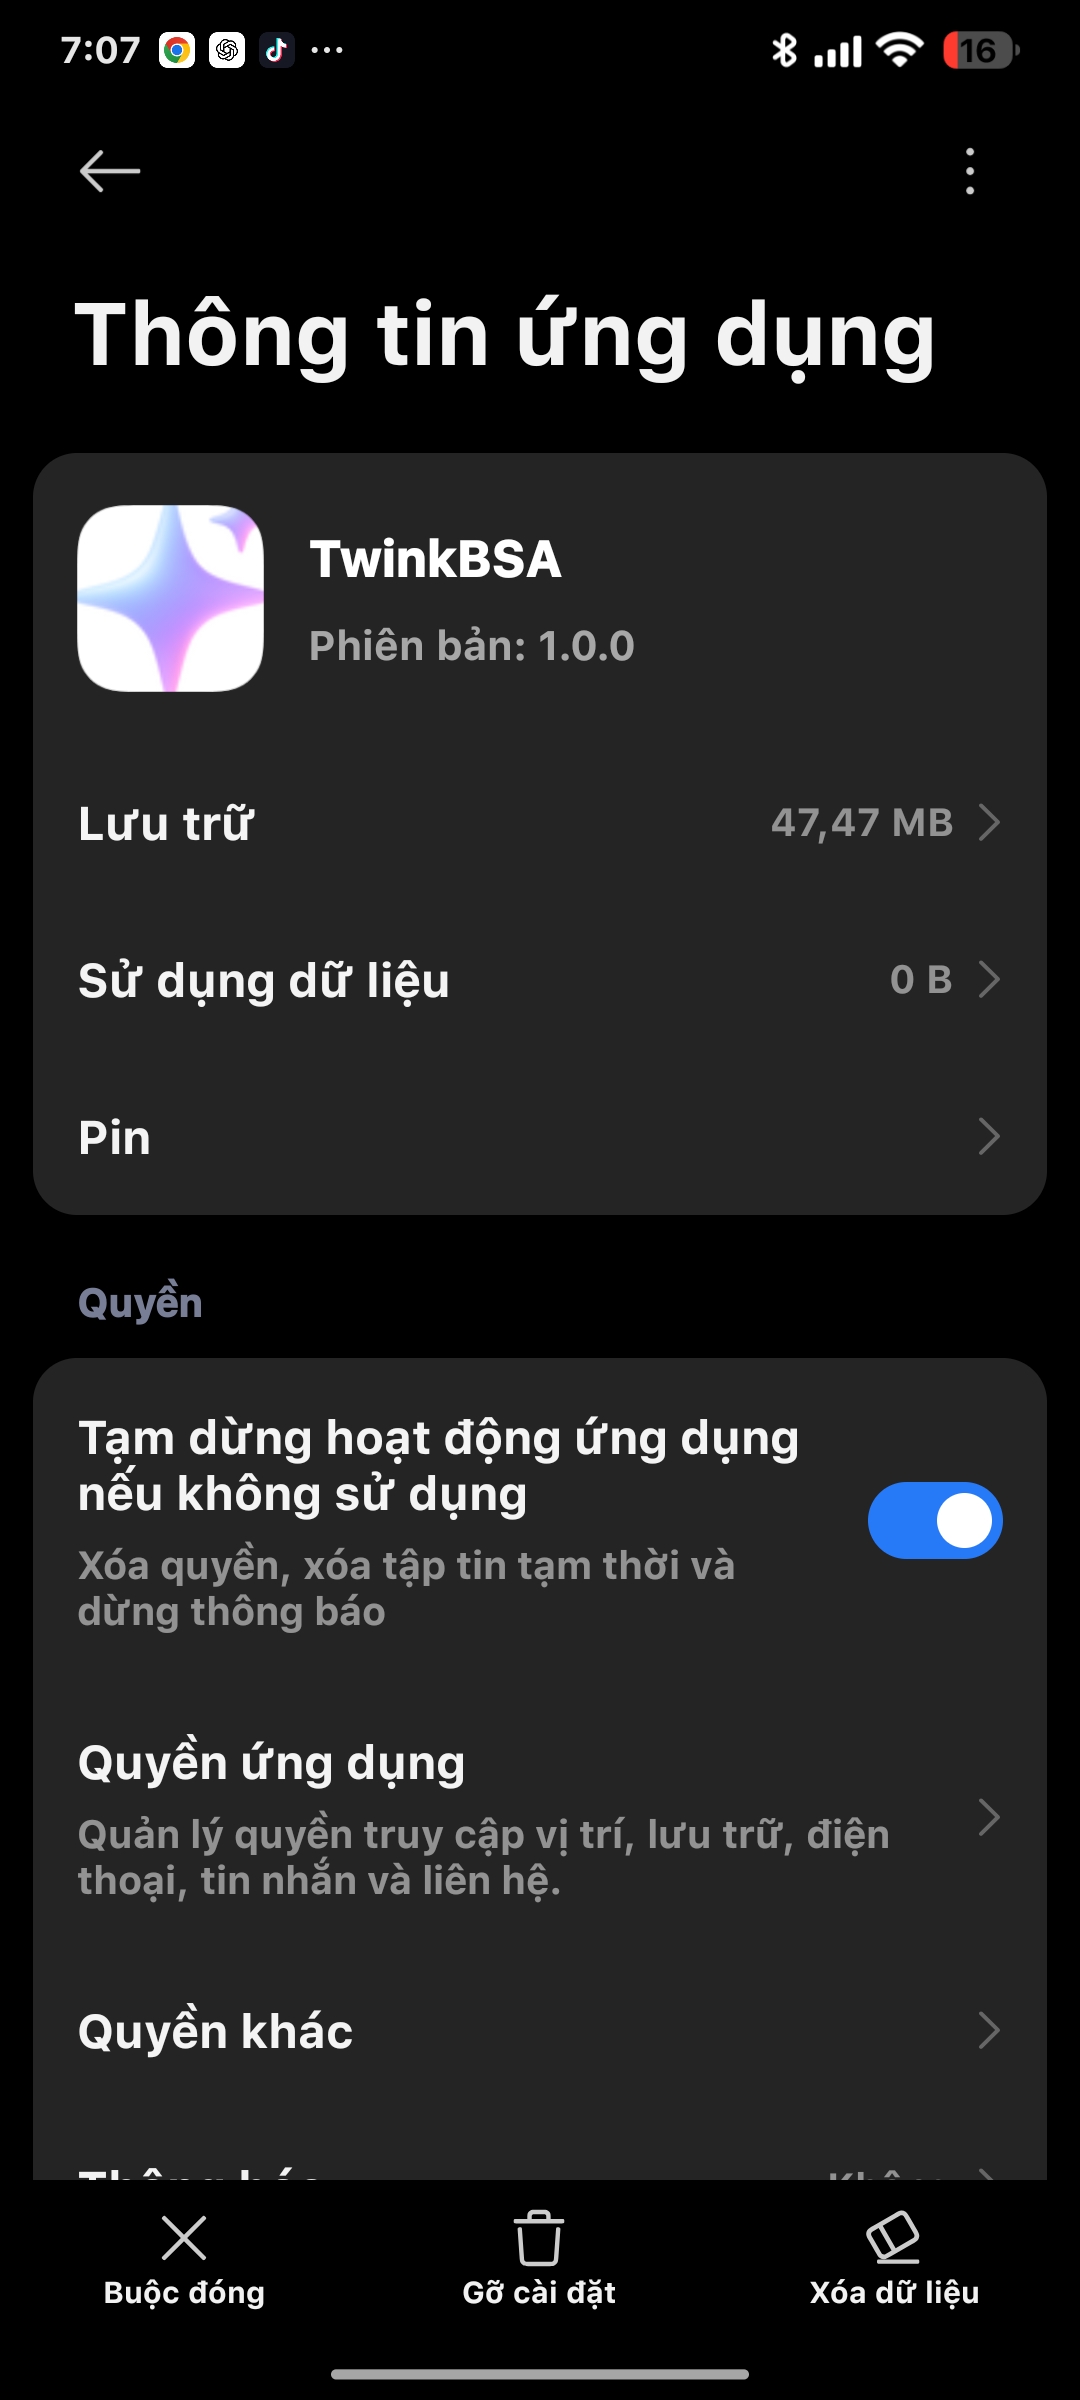 7:07
16
Thông tin ứng dụng
TwinkBSA
Phiên bản: 1.0.0
Lưu trữ
47,47 MB
Sử dụng dữ liệu
0 B
Pin
Quyền
Tạm dừng hoạt động ứng dụng
nếu không sử dụng
Xóa quyền, xóa tập tin tạm thời và
dừng thông báo
Quyền ứng dụng
Quản lý quyền truy cập vị trí, lưu trữ, điện
thoại, tin nhắn và liên hệ.
Quyền khác
Buộc đóng
Gỡ cài đặt
Xóa dữ liệu